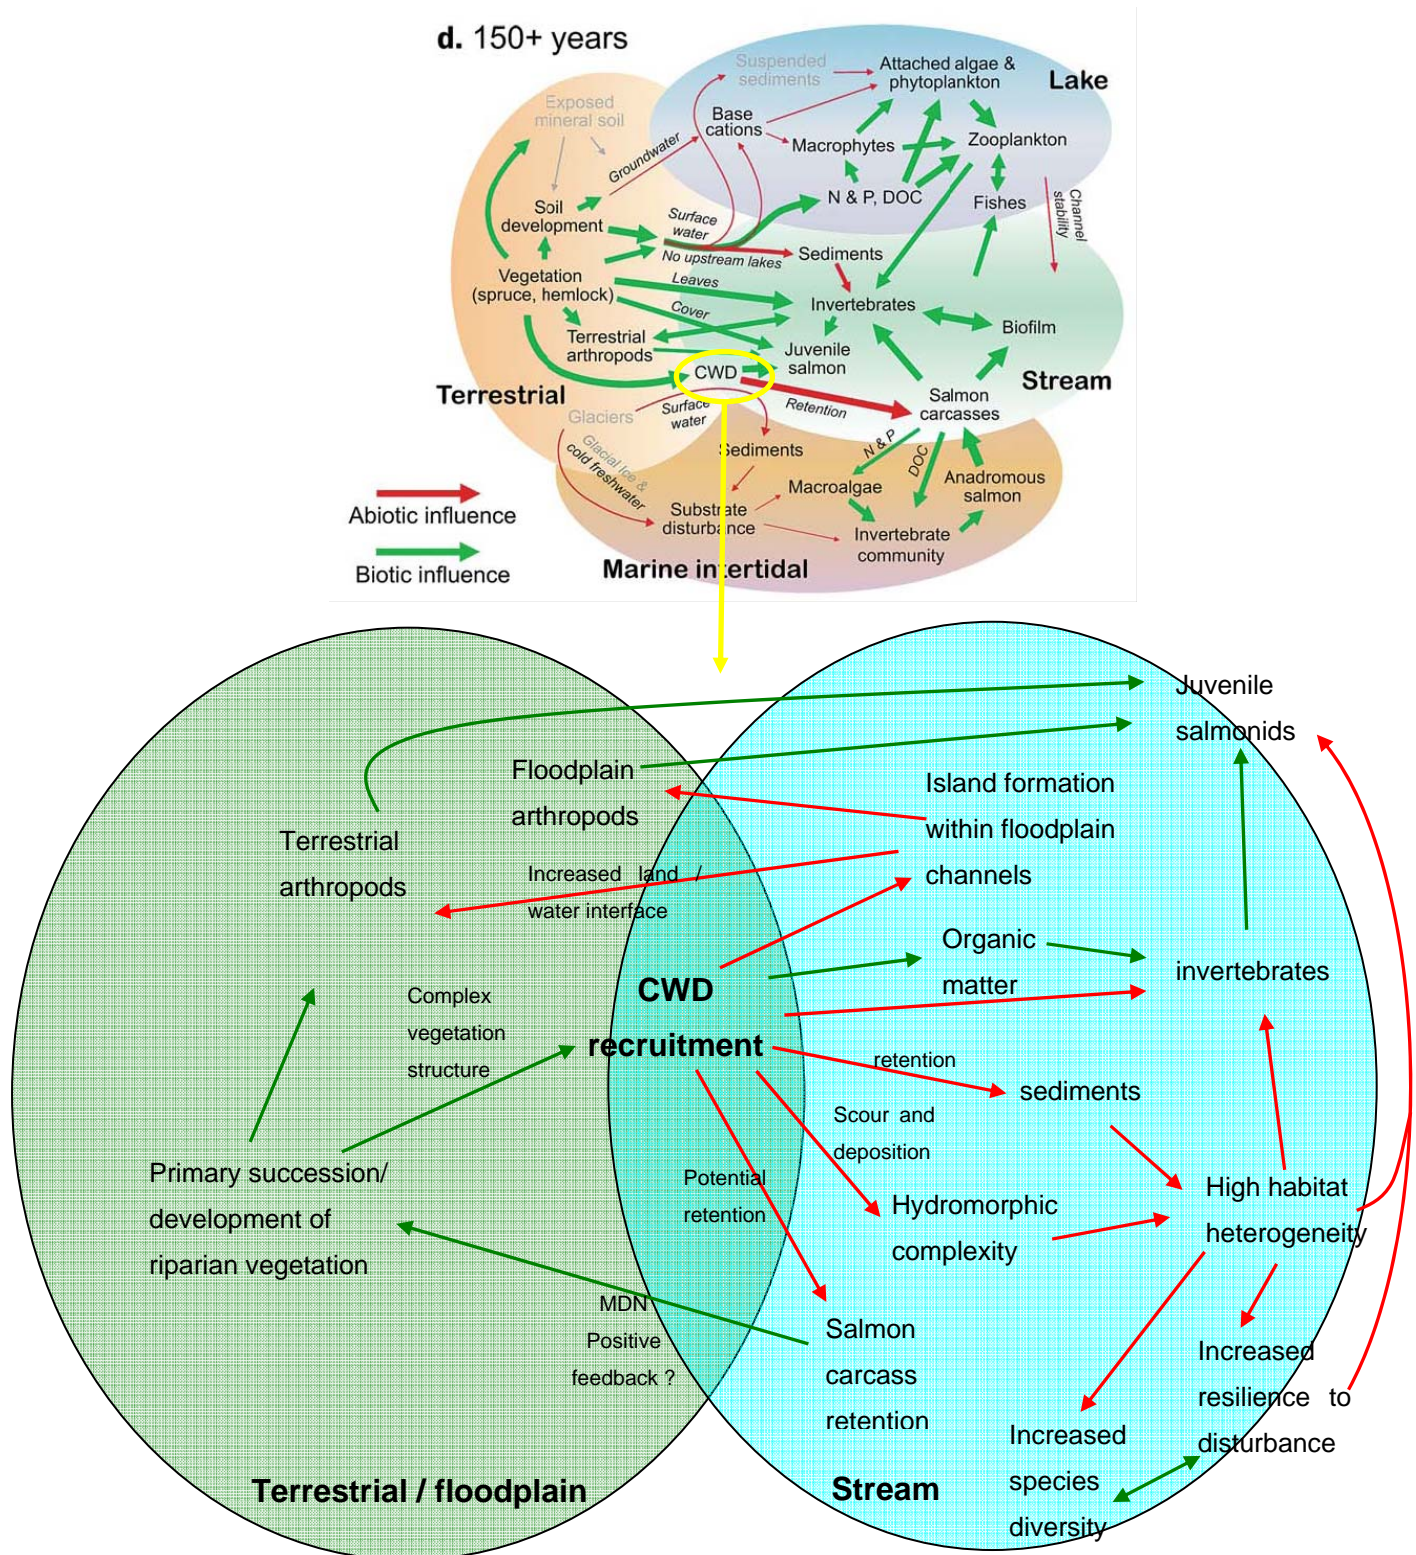 d. 150+ years
Suspended
sediments
Attached algae &
phytoplankton
Lake
Exposed
mineral soil
Base
cations
Groundwater
Macrophytes
Zooplankton
N & P, DOC
Fishes
Channel
stability
Soil
development
Surface
water
No upstream lakes
Sediments
Vegetation
(spruce, hemlock)
Leaves
Invertebrates
Cover
Biofilm
Terrestrial
arthropods
Juvenile
salmon
CWD
Stream
Terrestrial
Retention
Salmon
carcasses
Glaciers
Surface
water
Glacial Ice &
cold freshwater
Sediments
N & P
DOC
Macroalgae
Anadromous
salmon
Substrate
disturbance
Invertebrate
community
Marine intertidal
Abiotic influence
Biotic influence
Juvenile
salmonids
Floodplain
arthropods
Island formation
within floodplain
channels
Terrestrial
arthropods
Increased land /
water interface
Organic
matter
invertebrates
CWD
recruitment
Complex
vegetation
structure
retention
sediments
Scour and
deposition
Potential
retention
Primary succession/
development of
riparian vegetation
Hydromorphic
complexity
High habitat
heterogeneity
MDN
Positive
feedback ?
Salmon
carcass
retention
Increased
resilience to
disturbance
Increased
species
diversity
Terrestrial / floodplain
Stream